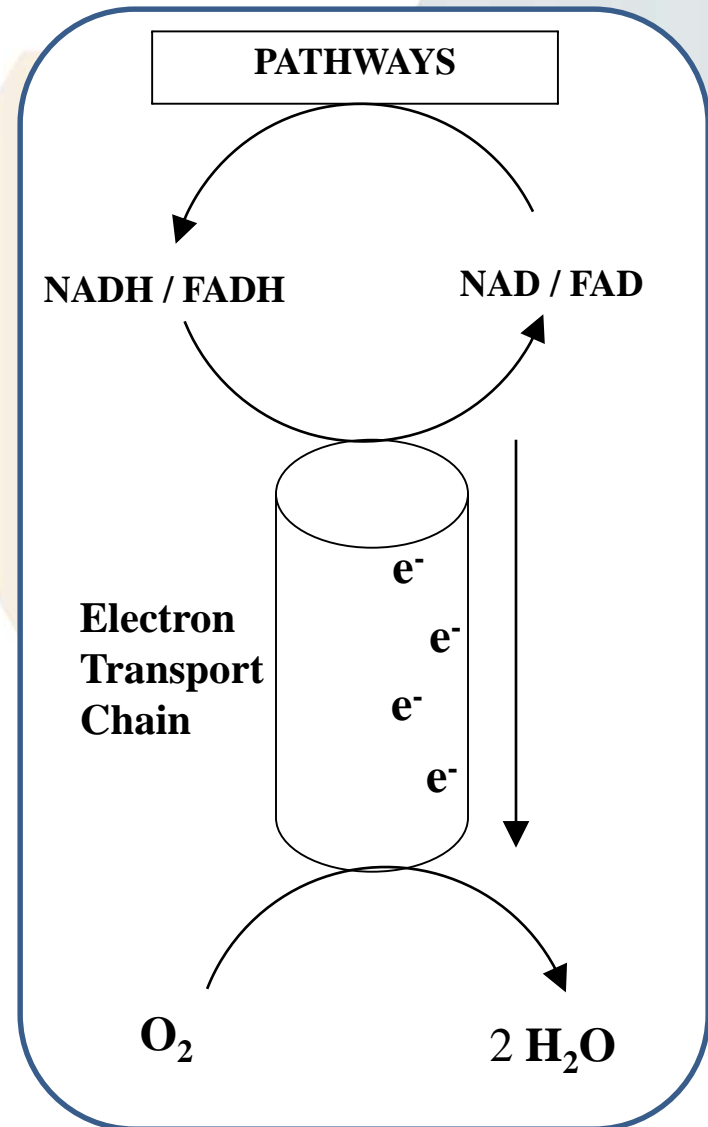 PATHWAYS
NADH / FADH
NAD / FAD
e-
Electron
e-
Transport
e-
Chain
e-
O2
2 H2O